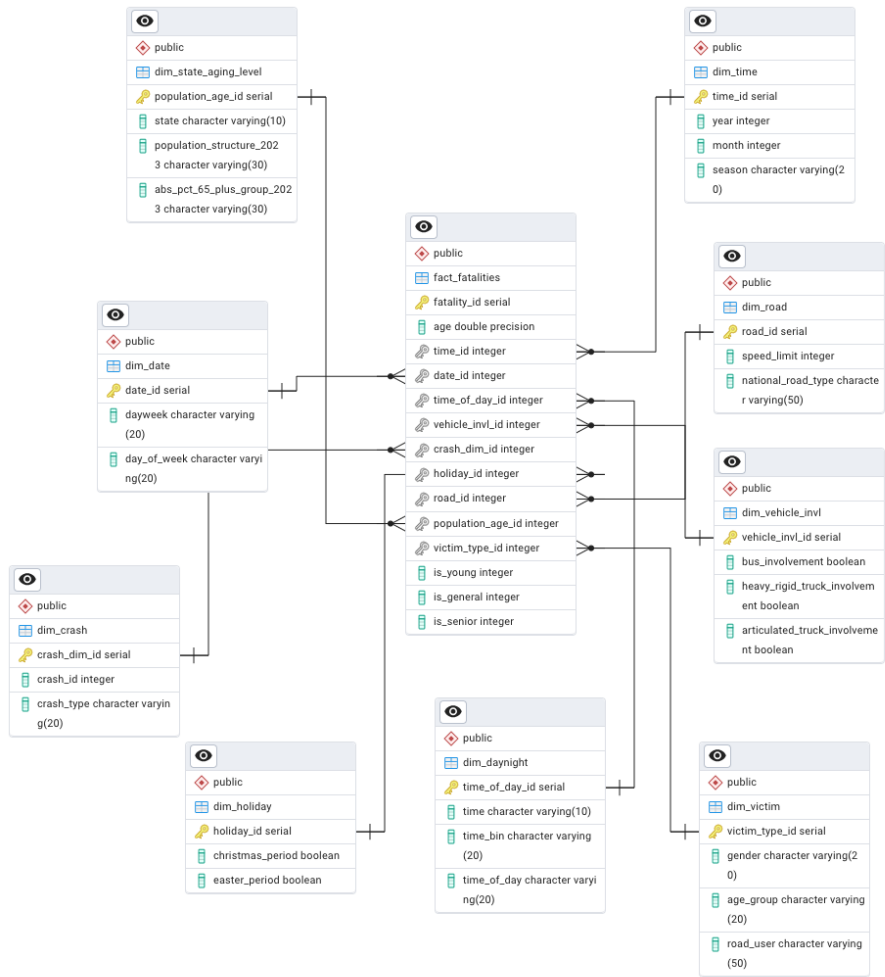 public
dim_state_aging_level
population_age_id serial
state character varying(10)
population_structure_202
3 character varying(30)
abs_pct_65_plus_group_202
3 character varying(30)
public
dim_time
time_id serial
year integer
month integer
season character varying(2
0)
public
fact_fatalities
fatality_id serial
age double precision
time_id integer
date_id integer
time_of_day_id integer
vehicle_invl_id integer
crash_dim_id integer
holiday_id integer
road_id integer
population_age_id integer
victim_type_id integer
is_young integer
is_general integer
is_senior integer
public
dim_road
road_id serial
speed_limit integer
national_road_type characte
r varying(50)
public
dim_date
date_id serial
dayweek character varying
(20)
day_of_week character varyi
ng(20)
public
dim_vehicle_invl
vehicle_invl_id serial
bus_involvement boolean
heavy_rigid_truck_involvem
ent boolean
articulated_truck_involveme
nt boolean
public
dim_crash
crash_dim_id serial
crash_id integer
crash_type character varyin
g(20)
public
dim_holiday
holiday_id serial
christmas_period boolean
easter_period boolean
public
dim_daynight
time_of_day_id serial
time character varying(10)
time_bin character varying
(20)
time_of_day character varyi
ng(20)
public
dim_victim
victim_type_id serial
gender character varying(2
0)
age_group character varying
(20)
road_user character varying
(50)